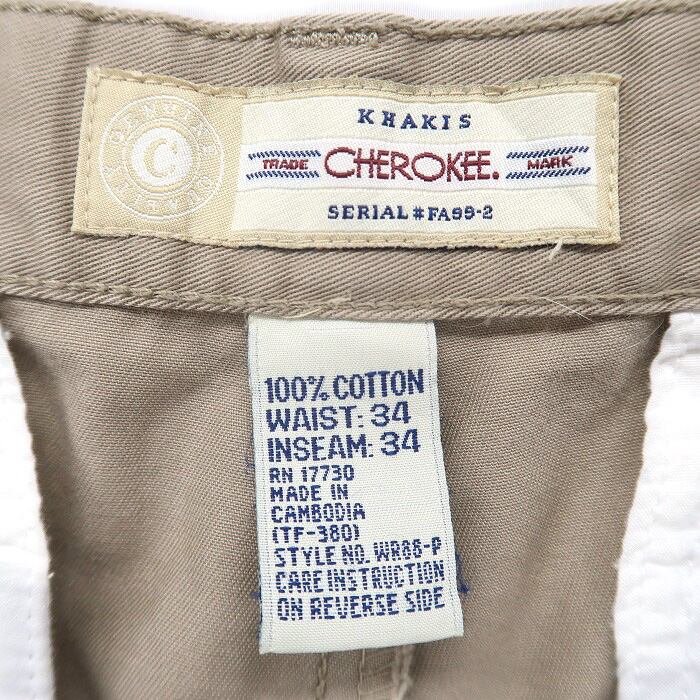 KHAKIS
C
TRADE CHEROKEE. MARK
SERIAL #FA99-2
100% COTTON
WAIST: 34
INSEAM: 34
RN 17730
MADE IN
CAMBODIA
(TF-380)
STYLE NO. WR88-P
CARE INSTRUCTION
ON REVERSE SIDE